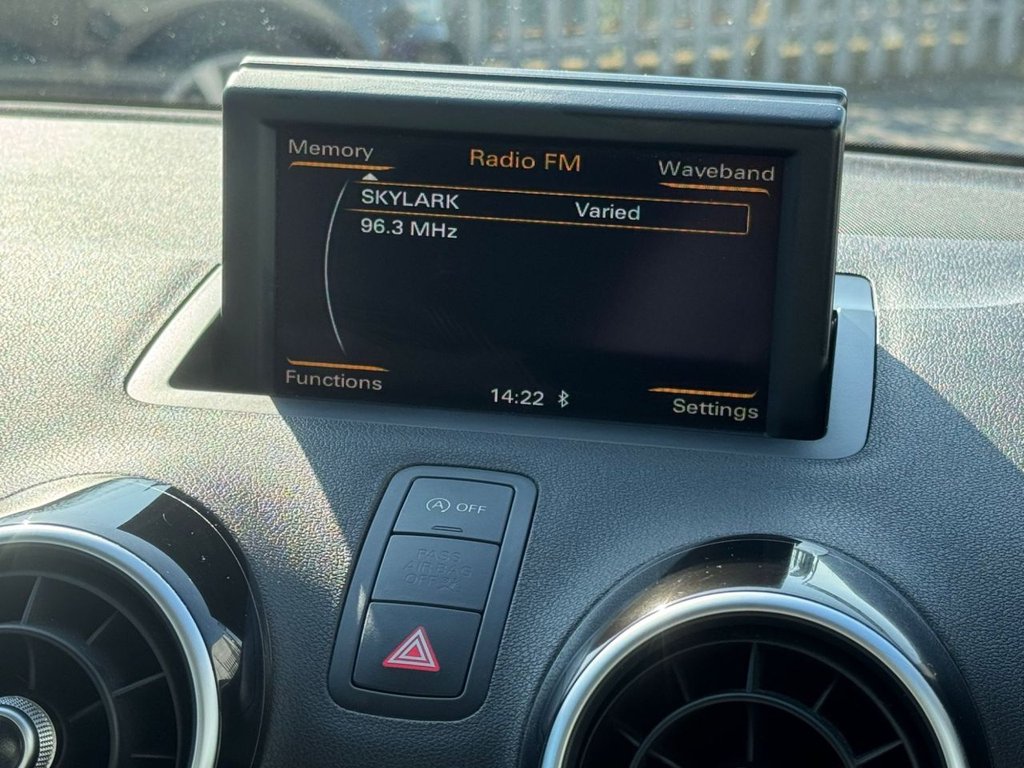 Memory Radio FM Waveband
SKYLARK Varied
96.3 MHz
Functions 14:22 Settings
A OFF
PASS
AIR BAG
OFF